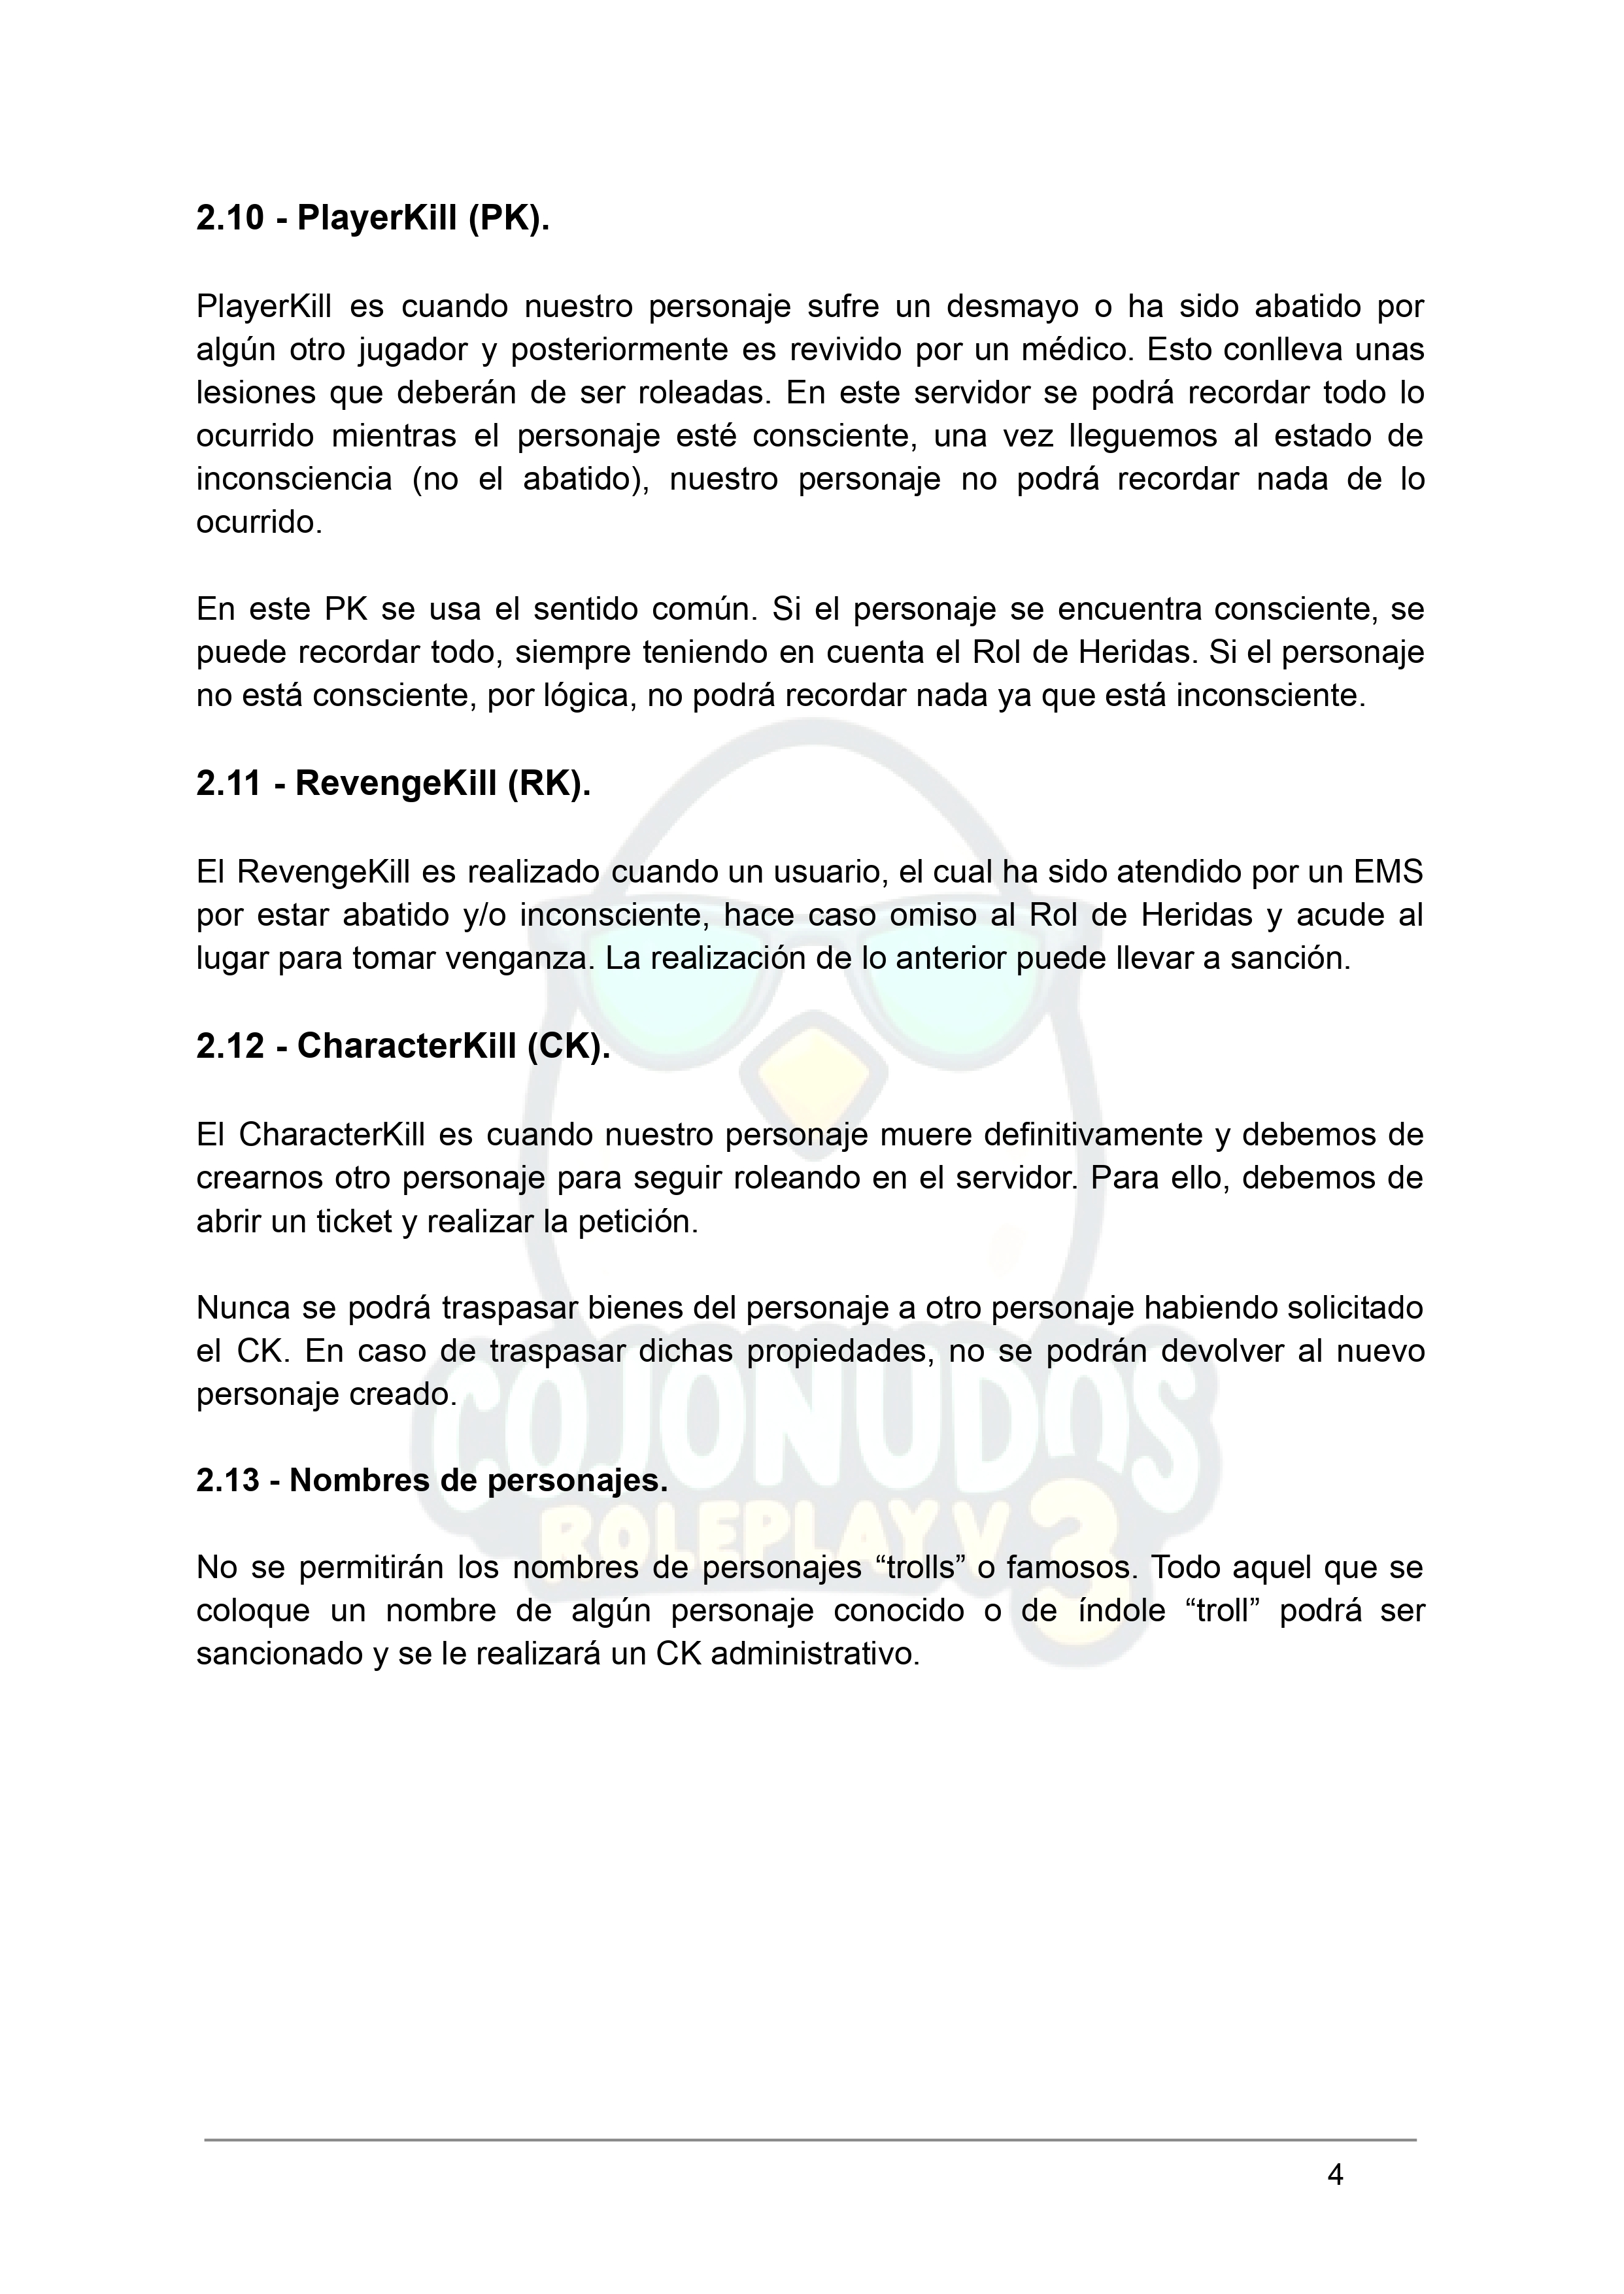 2.10 - PlayerKill (PK).
PlayerKill es cuando nuestro personaje sufre un desmayo o ha sido abatido por
algún otro jugador y posteriormente es revivido por un médico. Esto conlleva unas
lesiones que deberán de ser roleadas. En este servidor se podrá recordar todo lo
ocurrido mientras el personaje esté consciente, una vez lleguemos al estado de
inconsciencia (no el abatido), nuestro personaje no podrá recordar nada de lo
ocurrido.
En este PK se usa el sentido común. Si el personaje se encuentra consciente, se
puede recordar todo, siempre teniendo en cuenta el Rol de Heridas. Si el personaje
no está consciente, por lógica, no podrá recordar nada ya que está inconsciente.
2.11 - RevengeKill (RK).
El RevengeKill es realizado cuando un usuario, el cual ha sido atendido por un EMS
por estar abatido y/o inconsciente, hace caso omiso al Rol de Heridas y acude al
lugar para tomar venganza. La realización de lo anterior puede llevar a sanción.
2.12 - CharacterKill (CK).
El CharacterKill es cuando nuestro personaje muere definitivamente y debemos de
crearnos otro personaje para seguir roleando en el servidor. Para ello, debemos de
abrir un ticket y realizar la petición.
Nunca se podrá traspasar bienes del personaje a otro personaje habiendo solicitado
el CK. En caso de traspasar dichas propiedades, no se podrán devolver al nuevo
personaje creado.
COJONUDOS
2.13 - Nombres de personajes.
ROLEPLAY V3
No se permitirán los nombres de personajes “trolls” o famosos. Todo aquel que se
coloque un nombre de algún personaje conocido o de índole “troll” podrá ser
sancionado y se le realizará un CK administrativo.
4